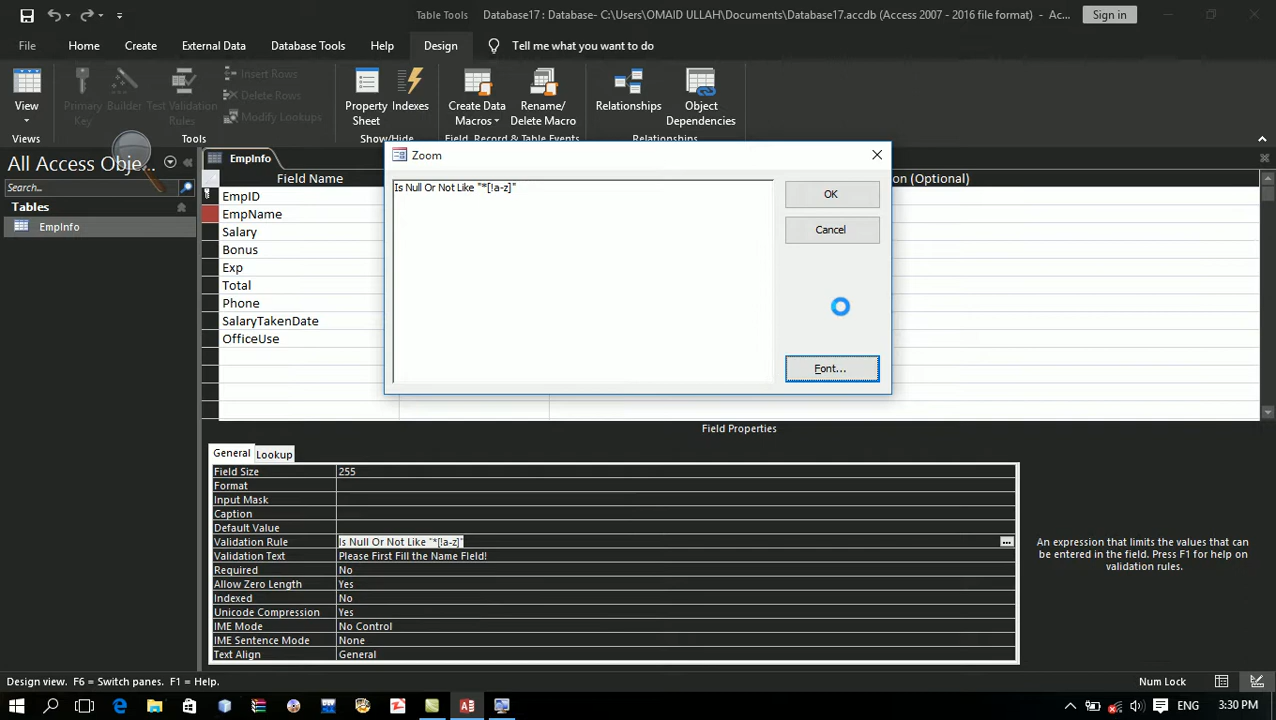 Table Tools Database17 : Database- C:\Users\OMAID ULLAH\Documents\Database17.accdb (Access 2007 - 2016 file format) - Ac... Sign in
File Home Create External Data Database Tools Help Design Tell me what you want to do
View
Primary Key
Builder
Test Validation Rules
Insert Rows
Delete Rows
Modify Lookups
Property Sheet
Indexes
Create Data Macros
Rename/ Delete Macro
Relationships
Object Dependencies
Views Tools Show/Hide Field, Record & Table Events Relationships
All Access Obje...
Search...
Tables
EmpInfo
EmpInfo
Field Name
n (Optional)
EmpID
EmpName
Salary
Bonus
Exp
Total
Phone
SalaryTakenDate
OfficeUse
Zoom
Is Null Or Not Like "*[!a-z]"
OK
Cancel
Font...
Field Properties
General Lookup
Field Size 255
Format
Input Mask
Caption
Default Value
Validation Rule Is Null Or Not Like "*[!a-z]"
Validation Text Please First Fill the Name Field!
Required No
Allow Zero Length Yes
Indexed No
Unicode Compression Yes
IME Mode No Control
IME Sentence Mode None
Text Align General
An expression that limits the values that can
be entered in the field. Press F1 for help on
validation rules.
Design view. F6 = Switch panes. F1 = Help. Num Lock
ENG 3:30 PM